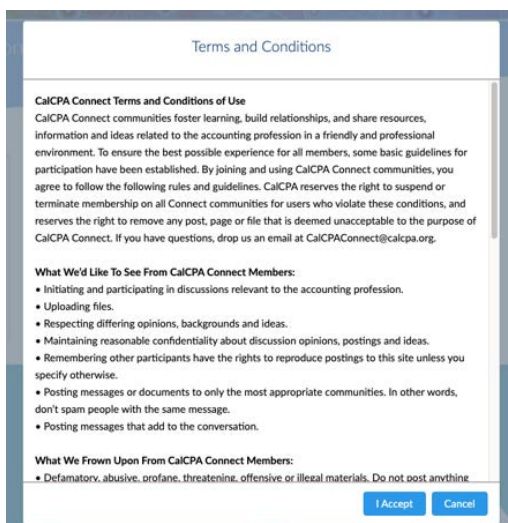 Terms and Conditions
CalCPA Connect Terms and Conditions of Use
CalCPA Connect communities foster learning, build relationships, and share resources,
information and ideas related to the accounting profession in a friendly and professional
environment. To ensure the best possible experience for all members, some basic guidelines for
participation have been established. By joining and using CalCPA Connect communities, you
agree to follow the following rules and guidelines. CalCPA reserves the right to suspend or
terminate membership on all Connect communities for users who violate these conditions, and
reserves the right to remove any post, page or file that is deemed unacceptable to the purpose of
CalCPA Connect. If you have questions, drop us an email at CalCPAConnect@calcpa.org.
What We'd Like To See From CalCPA Connect Members:
• Initiating and participating in discussions relevant to the accounting profession.
• Uploading files.
• Respecting differing opinions, backgrounds and ideas.
• Maintaining reasonable confidentiality about discussion opinions, postings and ideas.
• Remembering other participants have the rights to reproduce postings to this site unless you
specify otherwise.
• Posting messages or documents to only the most appropriate communities. In other words,
don't spam people with the same message.
• Posting messages that add to the conversation.
What We Frown Upon From CalCPA Connect Members:
• Defamatory, abusive, profane, threatening, offensive or illegal materials. Do not post anything
I Accept Cancel